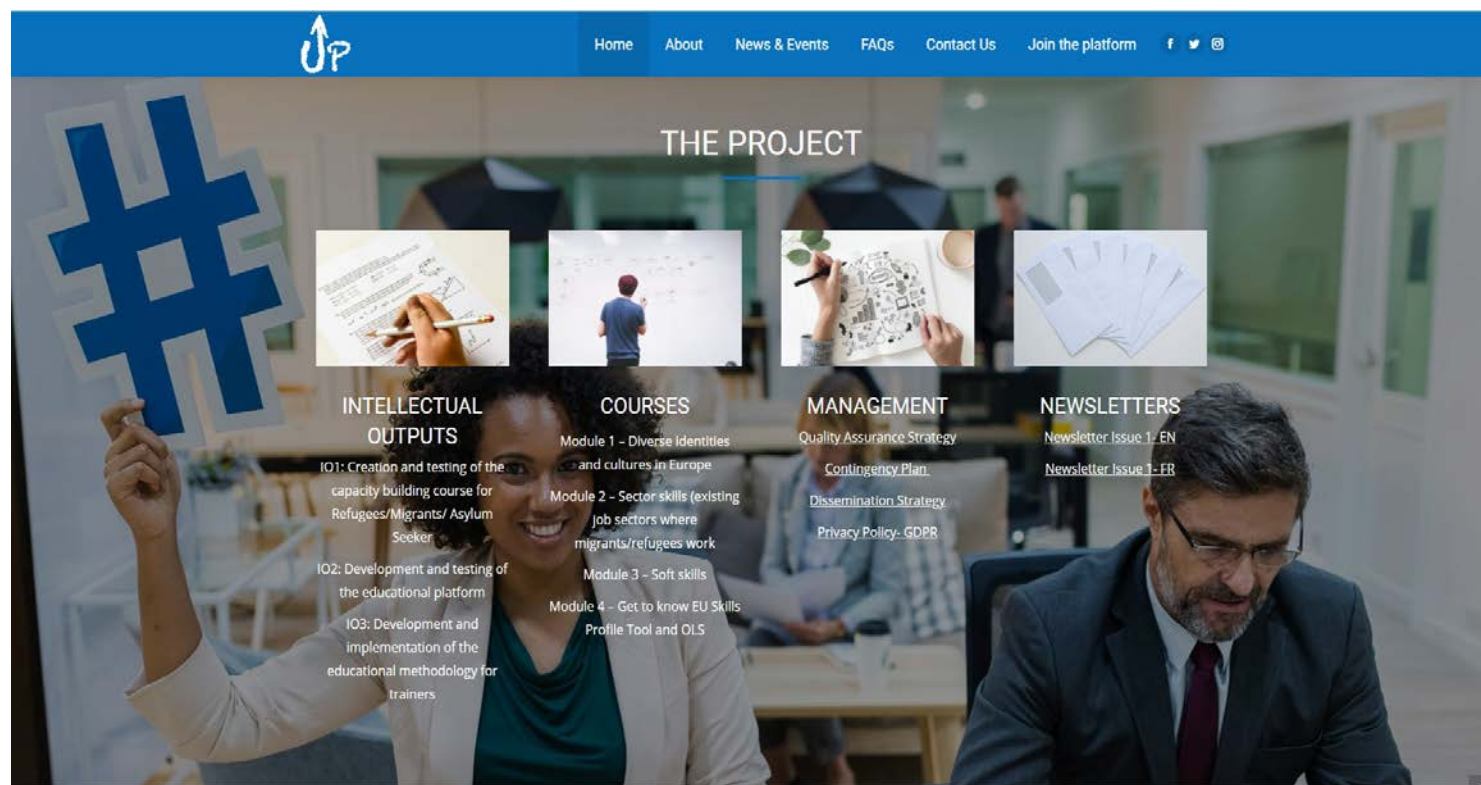 UP
Home About News & Events FAQs Contact Us Join the platform
THE PROJECT
INTELLECTUAL
OUTPUTS
IO1: Creation and testing of the
capacity building course for
Refugees/Migrants/ Asylum
Seeker
IO2: Development and testing of
the educational platform
IO3: Development and
implementation of the
educational methodology for
trainers
COURSES
Module 1 – Diverse identities
and cultures in Europe
Module 2 – Sector skills (existing
job sectors where
migrants/refugees work
Module 3 – Soft skills
Module 4 – Get to know EU Skills
Profile Tool and OLS
MANAGEMENT
Quality Assurance Strategy
Contingency Plan
Dissemination Strategy
Privacy Policy- GDPR
NEWSLETTERS
Newsletter Issue 1- EN
Newsletter Issue 1- FR